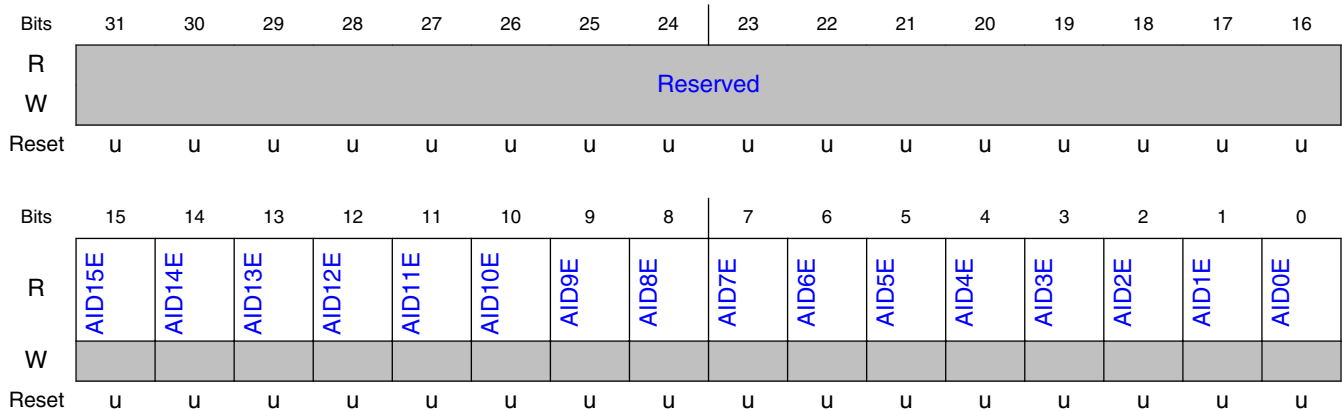 Bits 31 30 29 28 27 26 25 24 23 22 21 20 19 18 17 16
R
Reserved
W
Reset u u u u u u u u u u u u u u u u
Bits 15 14 13 12 11 10 9 8 7 6 5 4 3 2 1 0
R AID15E AID14E AID13E AID12E AID11E AID10E AID9E AID8E AID7E AID6E AID5E AID4E AID3E AID2E AID1E AID0E
W
Reset u u u u u u u u u u u u u u u u